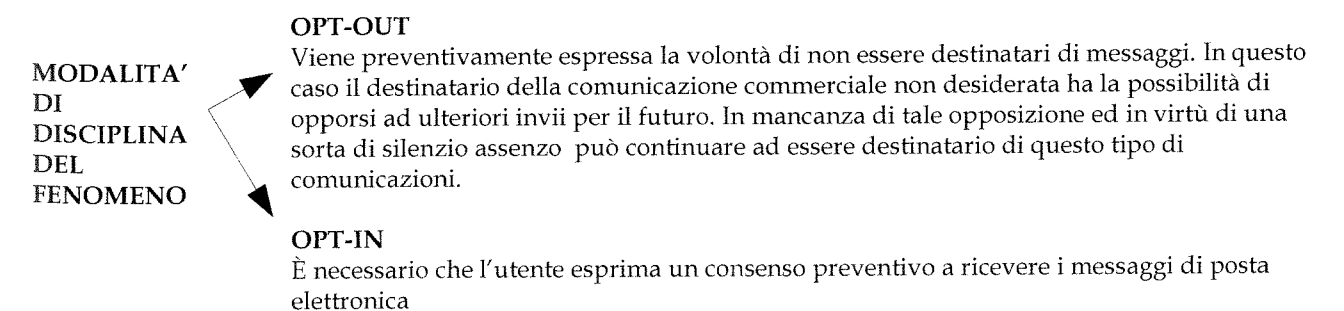 MODALITA'
DI
DISCIPLINA
DEL
FENOMENO
OPT-OUT
Viene preventivamente espressa la volontà di non essere destinatari di messaggi. In questo
caso il destinatario della comunicazione commerciale non desiderata ha la possibilità di
opporsi ad ulteriori invii per il futuro. In mancanza di tale opposizione ed in virtù di una
sorta di silenzio assenzo può continuare ad essere destinatario di questo tipo di
comunicazioni.
OPT-IN
È necessario che l'utente esprima un consenso preventivo a ricevere i messaggi di posta
elettronica